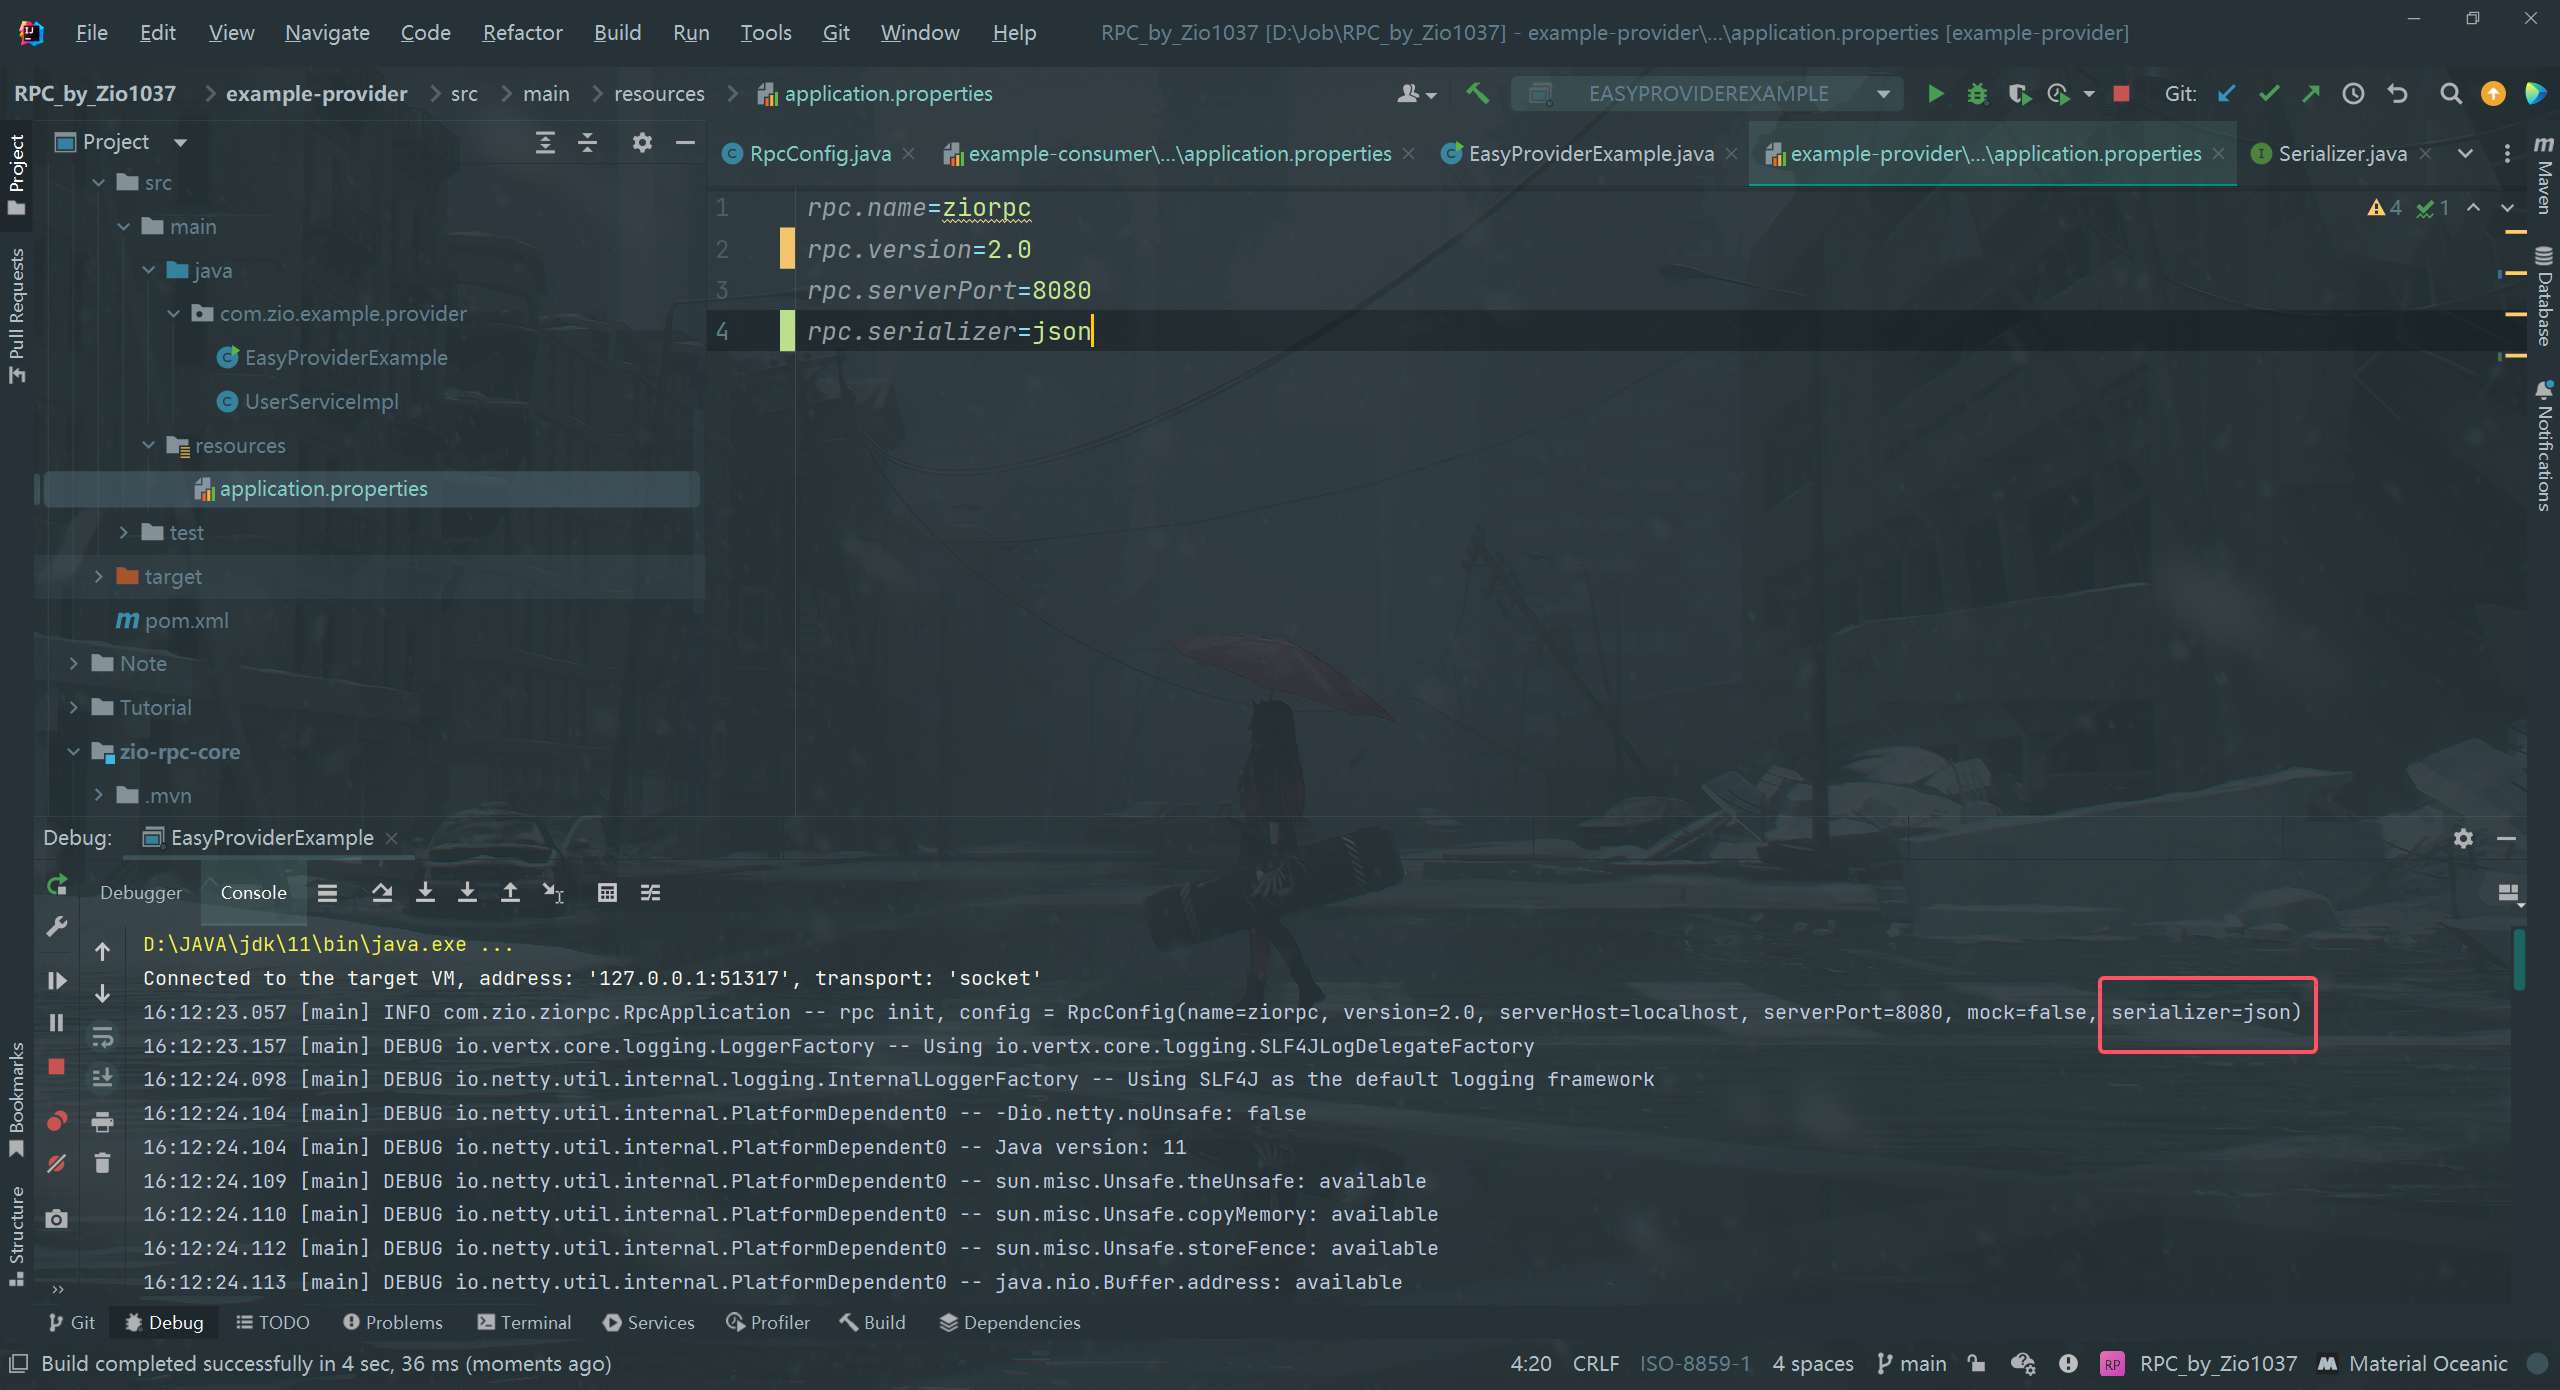 File Edit View Navigate Code Refactor Build Run Tools Git Window Help RPC_by_Zio1037 [D:\Job\RPC_by_Zio1037] - example-provider\...\application.properties [example-provider]
RPC_by_Zio1037 example-provider src main resources application.properties EASYPROVIDEREXAMPLE Git:
Project
RpcConfig.java example-consumer\...\application.properties EasyProviderExample.java example-provider\...\application.properties Serializer.java
Project
Pull Requests
Bookmarks
Structure
src
main
java
com.zio.example.provider
EasyProviderExample
UserServiceImpl
resources
application.properties
test
target
pom.xml
Note
Tutorial
zio-rpc-core
.mvn
1 rpc.name=ziorpc
2 rpc.version=2.0
3 rpc.serverPort=8080
4 rpc.serializer=json
4 1
Maven
Database
Notifications
Debug: EasyProviderExample
Debugger Console
D:\JAVA\jdk\11\bin\java.exe ...
Connected to the target VM, address: '127.0.0.1:51317', transport: 'socket'
16:12:23.057 [main] INFO com.zio.ziorpc.RpcApplication -- rpc init, config = RpcConfig(name=ziorpc, version=2.0, serverHost=localhost, serverPort=8080, mock=false, serializer=json)
16:12:23.157 [main] DEBUG io.vertx.core.logging.LoggerFactory -- Using io.vertx.core.logging.SLF4JLogDelegateFactory
16:12:24.098 [main] DEBUG io.netty.util.internal.logging.InternalLoggerFactory -- Using SLF4J as the default logging framework
16:12:24.104 [main] DEBUG io.netty.util.internal.PlatformDependent0 -- -Dio.netty.noUnsafe: false
16:12:24.104 [main] DEBUG io.netty.util.internal.PlatformDependent0 -- Java version: 11
16:12:24.109 [main] DEBUG io.netty.util.internal.PlatformDependent0 -- sun.misc.Unsafe.theUnsafe: available
16:12:24.110 [main] DEBUG io.netty.util.internal.PlatformDependent0 -- sun.misc.Unsafe.copyMemory: available
16:12:24.112 [main] DEBUG io.netty.util.internal.PlatformDependent0 -- sun.misc.Unsafe.storeFence: available
16:12:24.113 [main] DEBUG io.netty.util.internal.PlatformDependent0 -- java.nio.Buffer.address: available
Git Debug TODO Problems Terminal Services Profiler Build Dependencies
Build completed successfully in 4 sec, 36 ms (moments ago) 4:20 CRLF ISO-8859-1 4 spaces main RP RPC_by_Zio1037 Material Oceanic